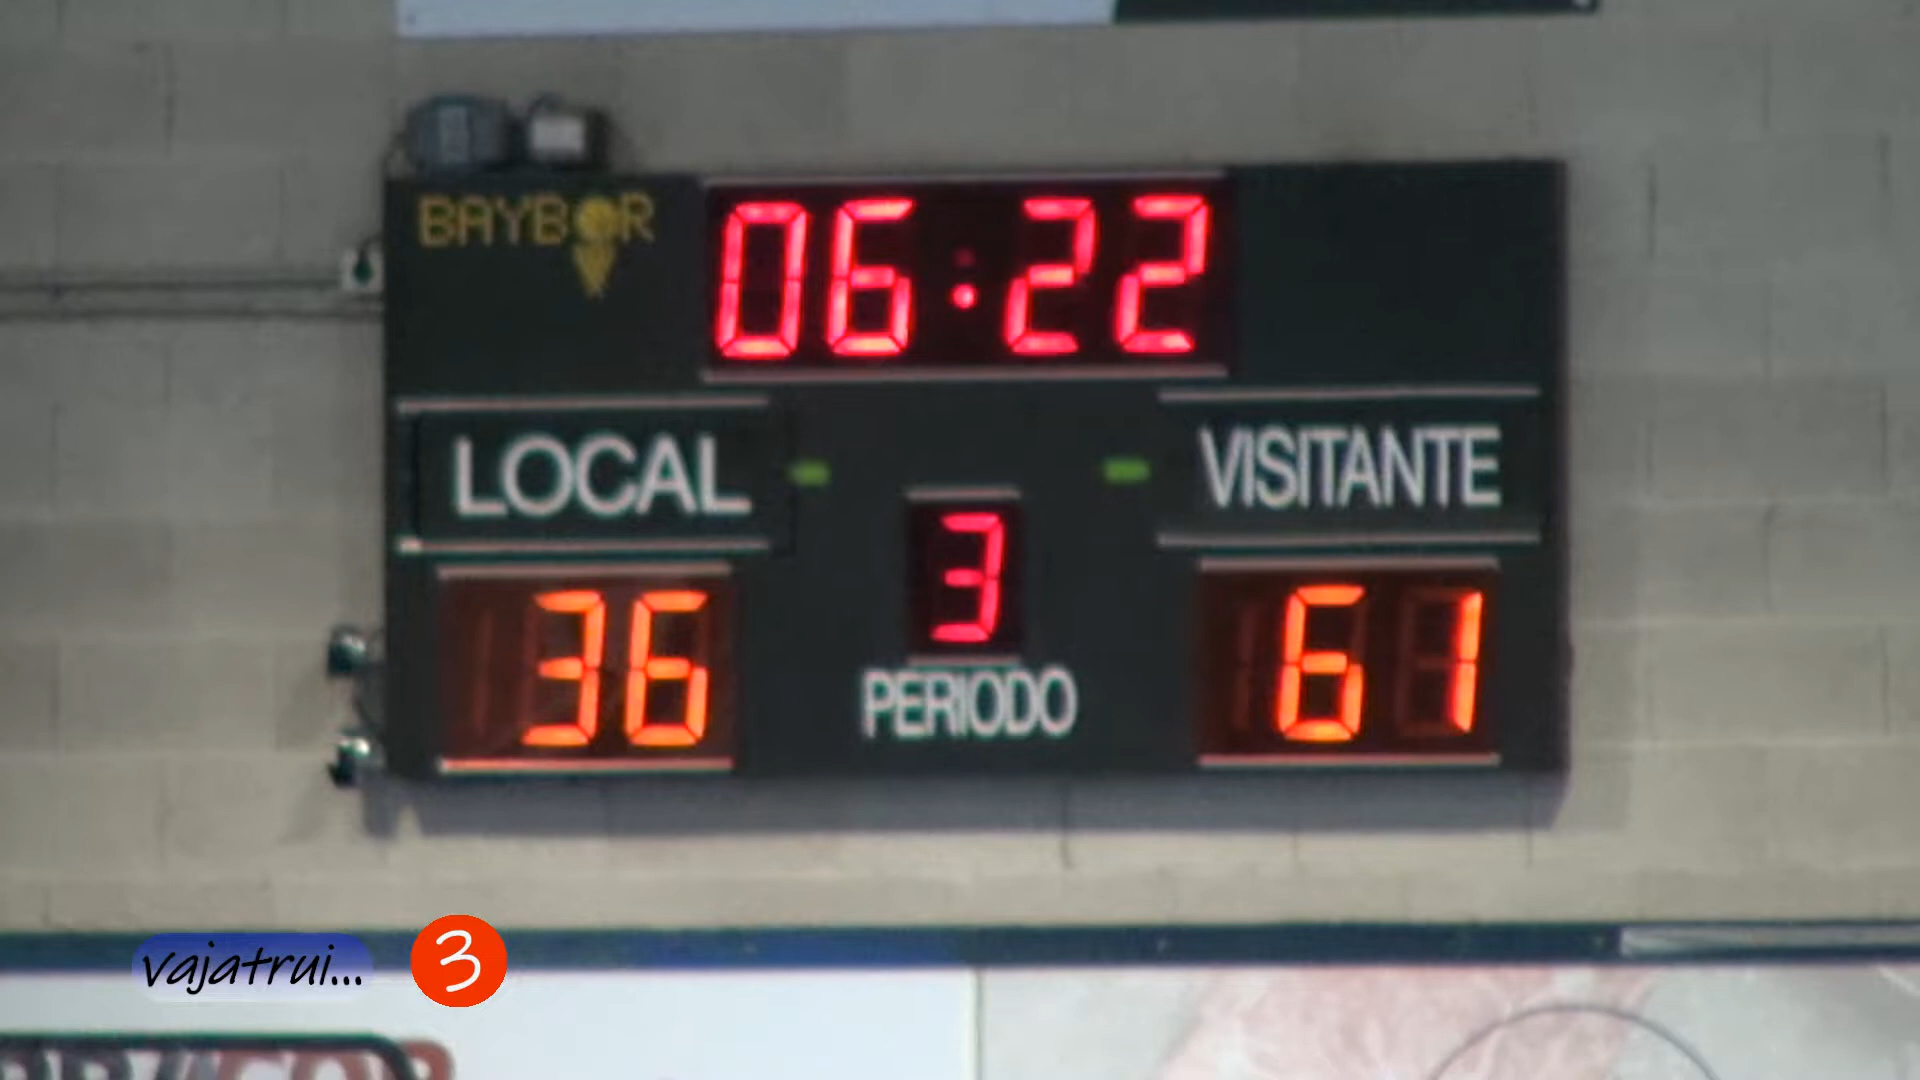 BAYBOR
06:22
LOCAL
VISITANTE
3
36
61
PERIODO
vajatrui... 3